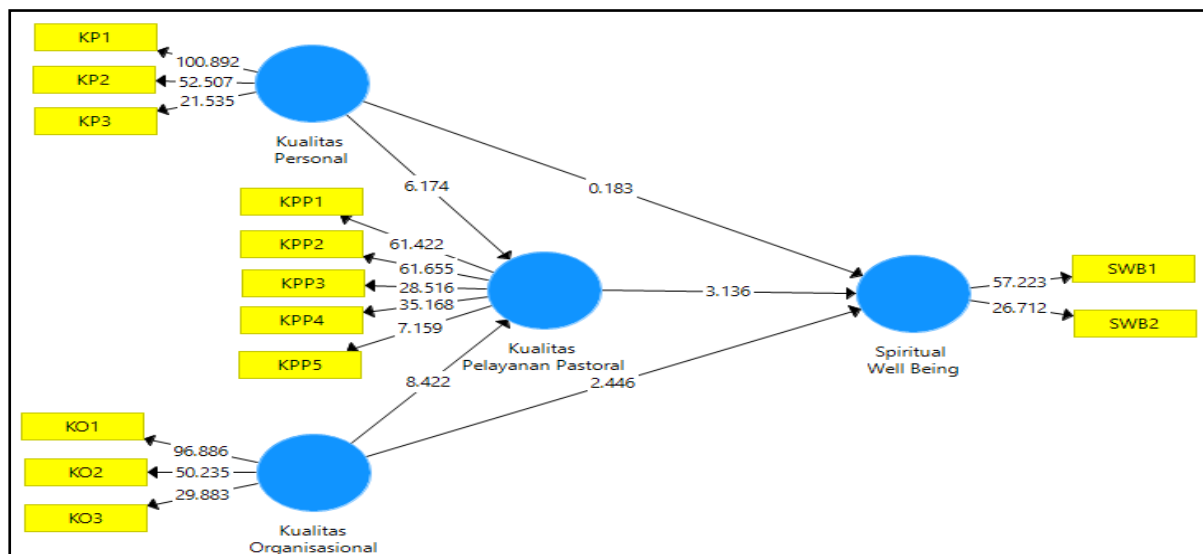 KP1
100.892
KP2
52.507
KP3
21.535
Kualitas
Personal
6.174
0.183
KPP1
61.422
KPP2
61.655
KPP3
28.516
KPP4
35.168
KPP5
7.159
Kualitas
Pelayanan Pastoral
3.136
57.223
SWB1
26.712
SWB2
Spiritual
Well Being
8.422
2.446
KO1
96.886
KO2
50.235
KO3
29.883
Kualitas
Organisasional